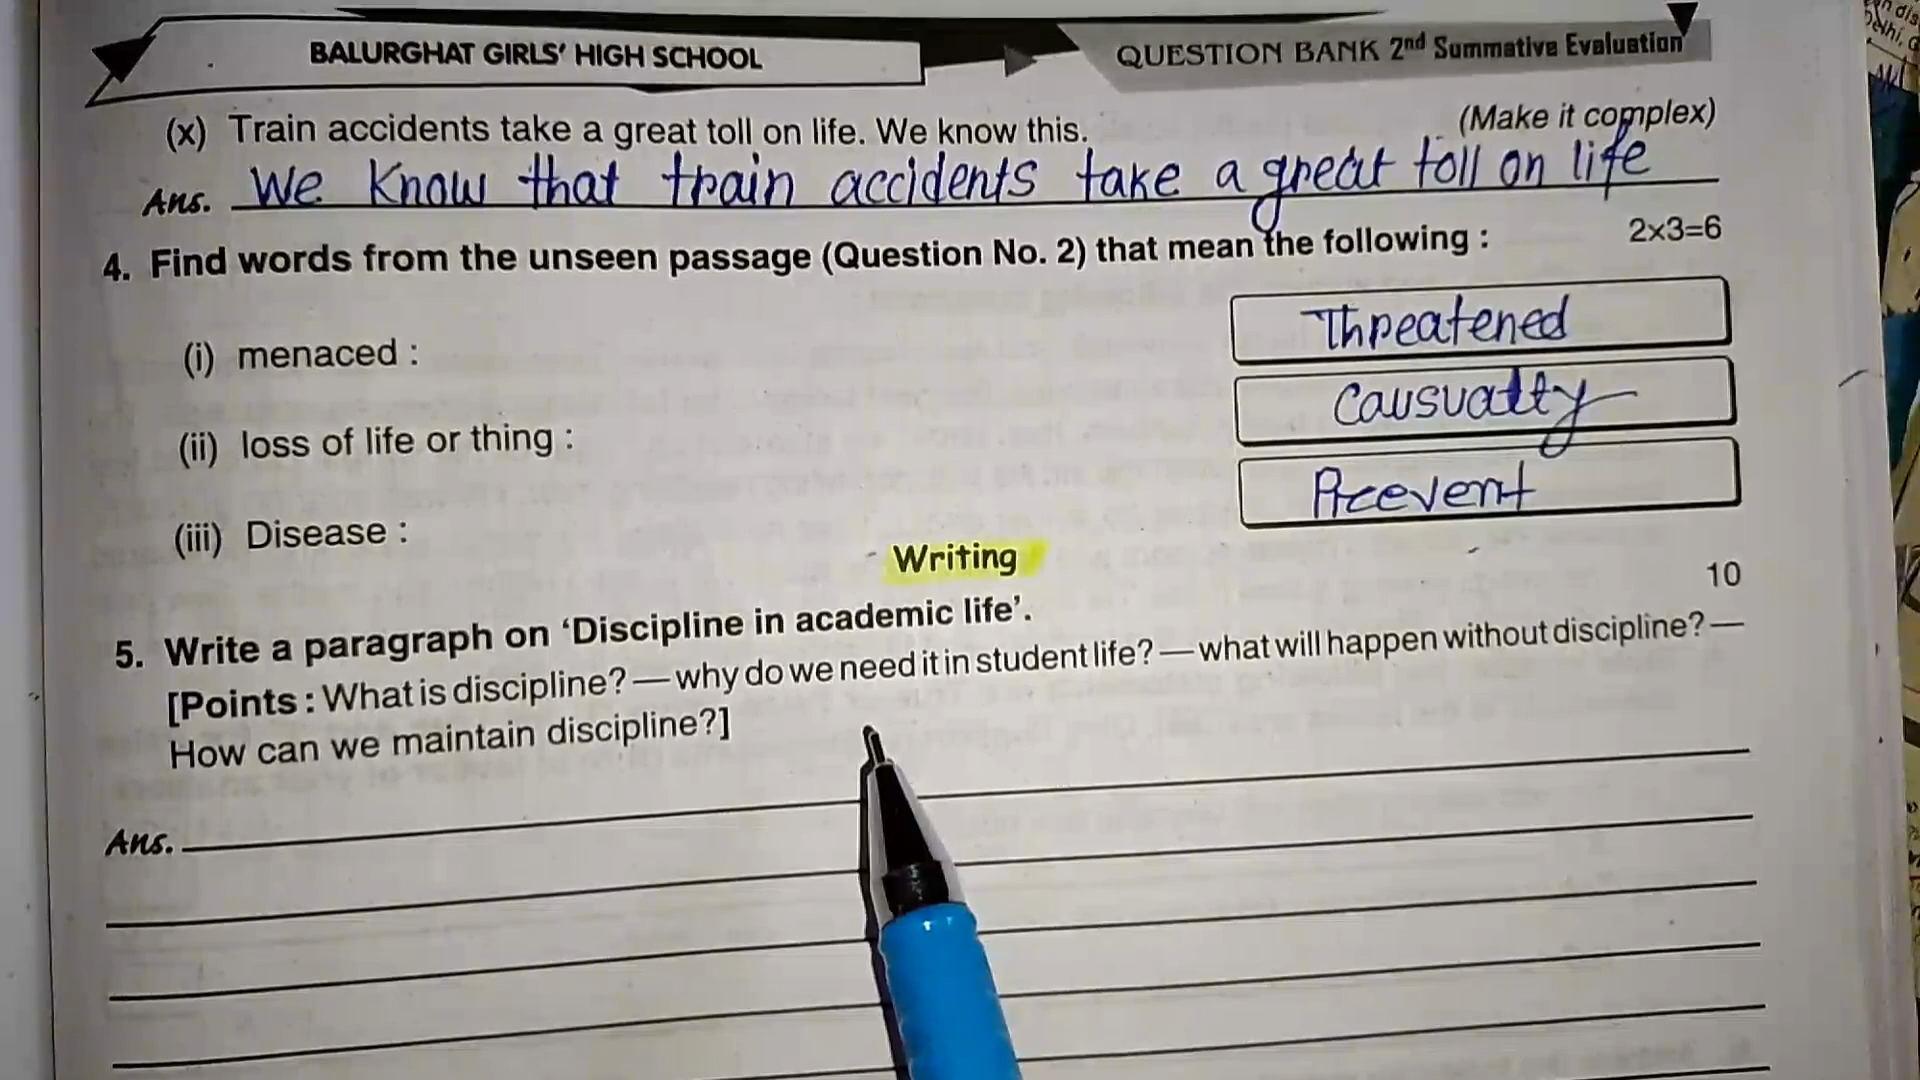 BALURGHAT GIRLS' HIGH SCHOOL
QUESTION BANK 2nd Summative Evaluation
(x) Train accidents take a great toll on life. We know this.
(Make it complex)
Ans. We know that train accidents take a great toll on life
4. Find words from the unseen passage (Question No. 2) that mean the following :
2x3=6
(i) menaced :
Threatened
(ii) loss of life or thing :
Causualty
(iii) Disease :
Prevent
Writing
5. Write a paragraph on 'Discipline in academic life'.
10
[Points : What is discipline? — why do we need it in student life? — what will happen without discipline? —
How can we maintain discipline?]
Ans.